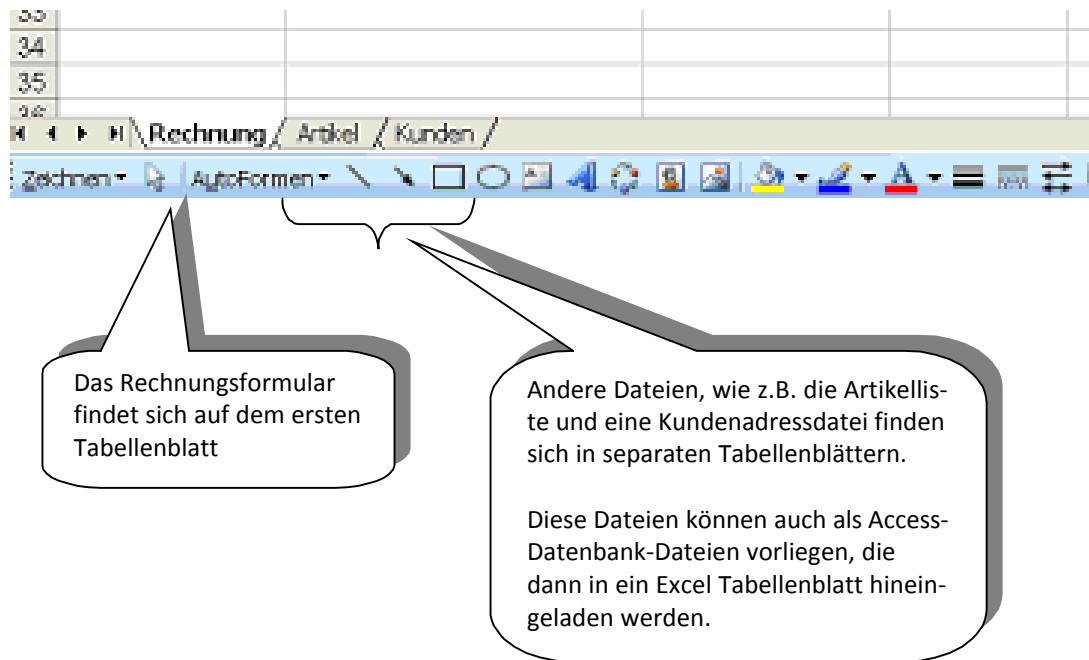 33
34
35
36
Rechnung Artikel Kunden
Zeichnen AutoFormen
Das Rechnungsformular
findet sich auf dem ersten
Tabellenblatt
Andere Dateien, wie z.B. die Artikellis-
te und eine Kundenadressdatei finden
sich in separaten Tabellenblättern.
Diese Dateien können auch als Access-
Datenbank-Dateien vorliegen, die
dann in ein Excel Tabellenblatt hinein-
geladen werden.